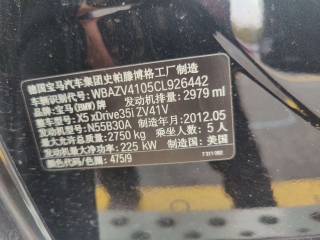 德国宝马汽车集团史帕滕博格工厂制造
车辆识别代号: WBAZV4105CL926442
品牌:宝马(BMW)牌 发动机排量: 2979 ml
车型: X5 xDrive35i ZV41V
发动机型号: N55B30A 制造年月: 2012.05
最大允许总质量: 2750 kg 乘坐人数: 5 人
发动机最大净功率: 225 kW 制造国: 美国
颜色代码/色质: 475/9